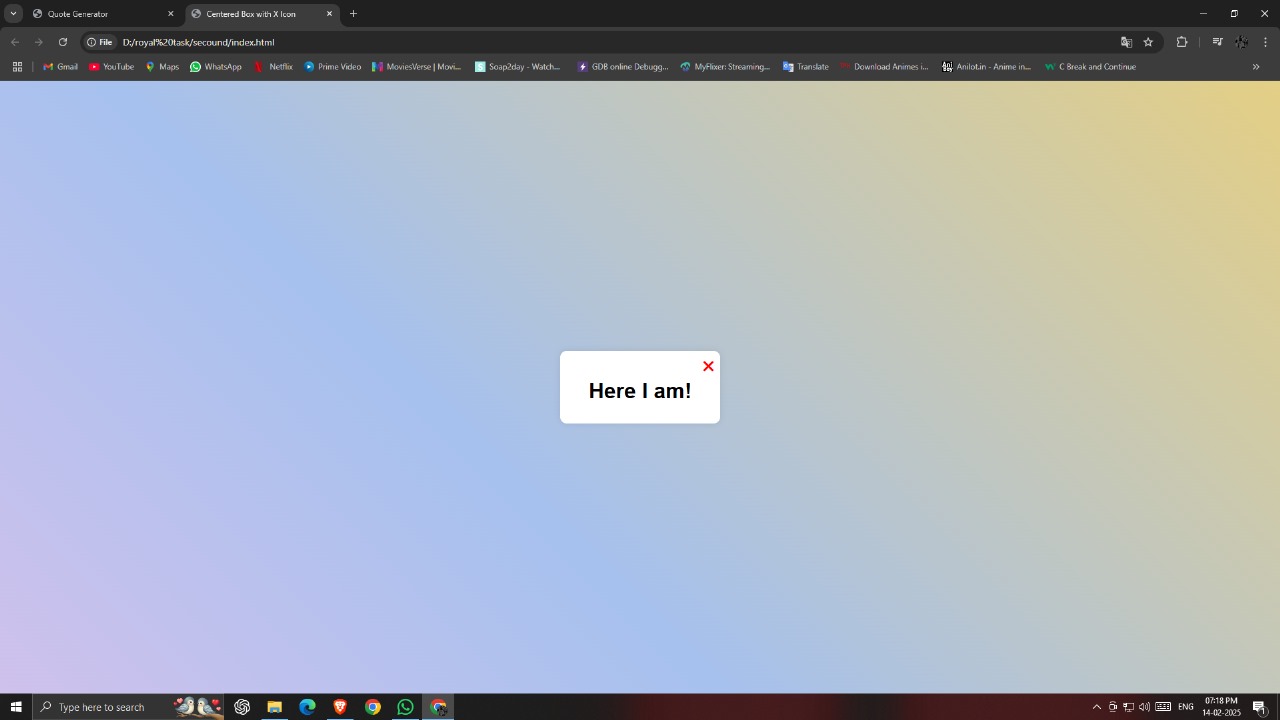 Quote Generator
Centered Box with X Icon
File
D:/royal%20task/secound/index.html
Gmail
YouTube
Maps
WhatsApp
Netflix
Prime Video
MoviesVerse | Movi...
Soap2day - Watch...
GDB online Debugg...
MyFlixer: Streaming...
Translate
Download Animes i...
Anilot.in - Anime in...
C Break and Continue
Here I am!
Type here to search
ENG
07:18 PM
14-02-2025